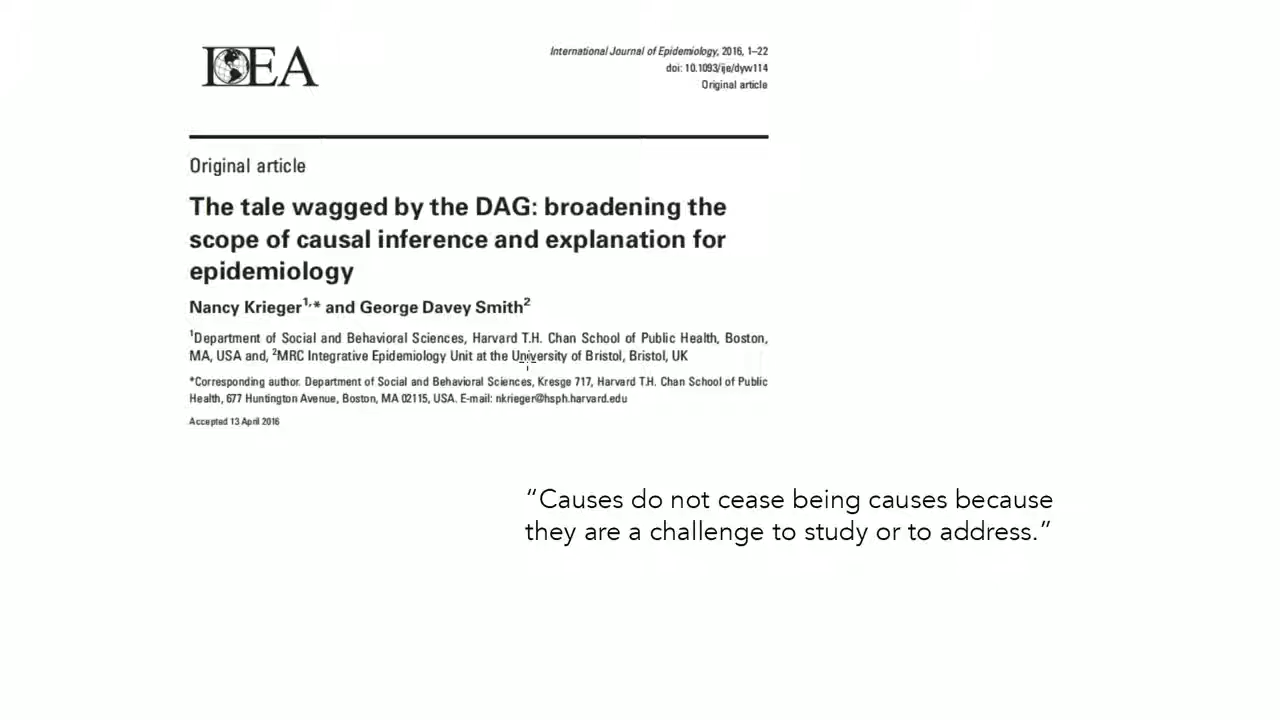 IEA
International Journal of Epidemiology, 2016, 1–22
doi: 10.1093/ije/dyw114
Original article
Original article
The tale wagged by the DAG: broadening the
scope of causal inference and explanation for
epidemiology
Nancy Krieger1,* and George Davey Smith2
1Department of Social and Behavioral Sciences, Harvard T.H. Chan School of Public Health, Boston,
MA, USA and, 2MRC Integrative Epidemiology Unit at the University of Bristol, Bristol, UK
*Corresponding author. Department of Social and Behavioral Sciences, Kresge 717, Harvard T.H. Chan School of Public
Health, 677 Huntington Avenue, Boston, MA 02115, USA. E-mail: nkrieger@hsph.harvard.edu
Accepted 13 April 2016
“Causes do not cease being causes because
they are a challenge to study or to address.”